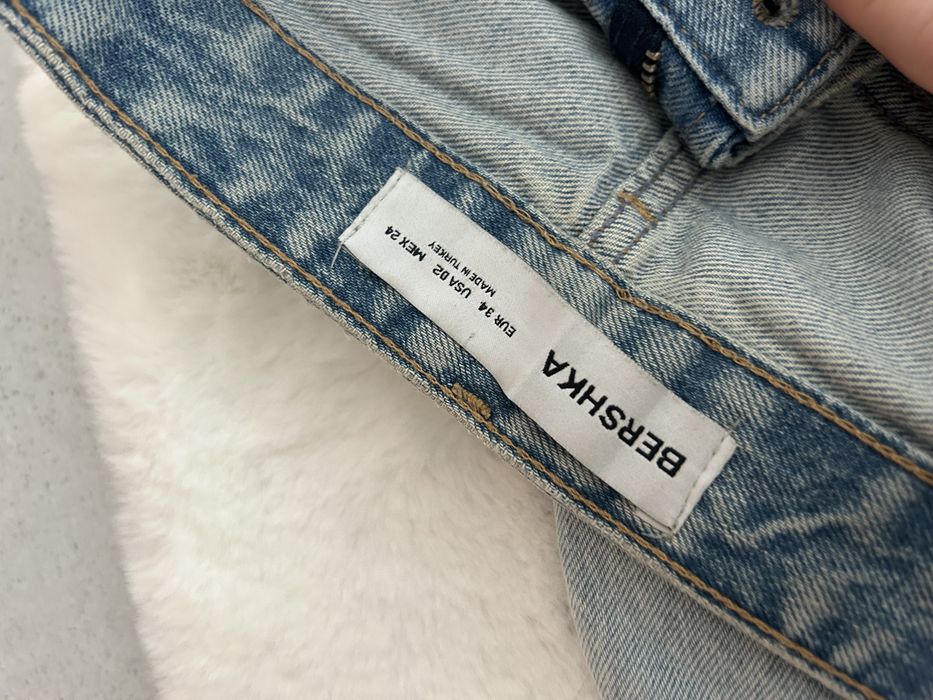 BERSHKA
EUR 34 USA 02 MEX 24
MADE IN TURKEY